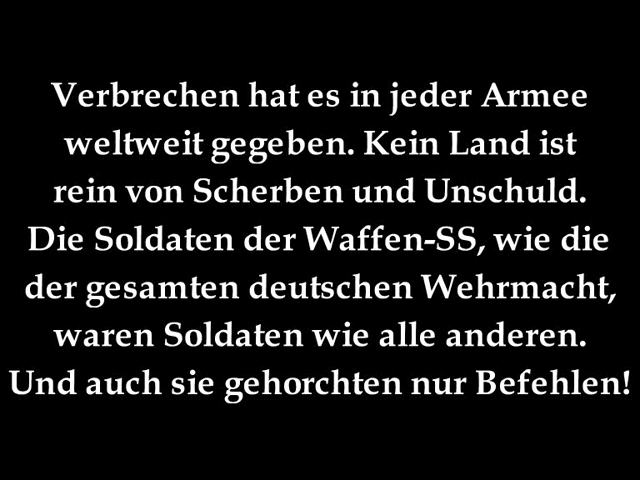 Verbrechen hat es in jeder Armee
weltweit gegeben. Kein Land ist
rein von Scherben und Unschuld.
Die Soldaten der Waffen-SS, wie die
der gesamten deutschen Wehrmacht,
waren Soldaten wie alle anderen.
Und auch sie gehorchten nur Befehlen!